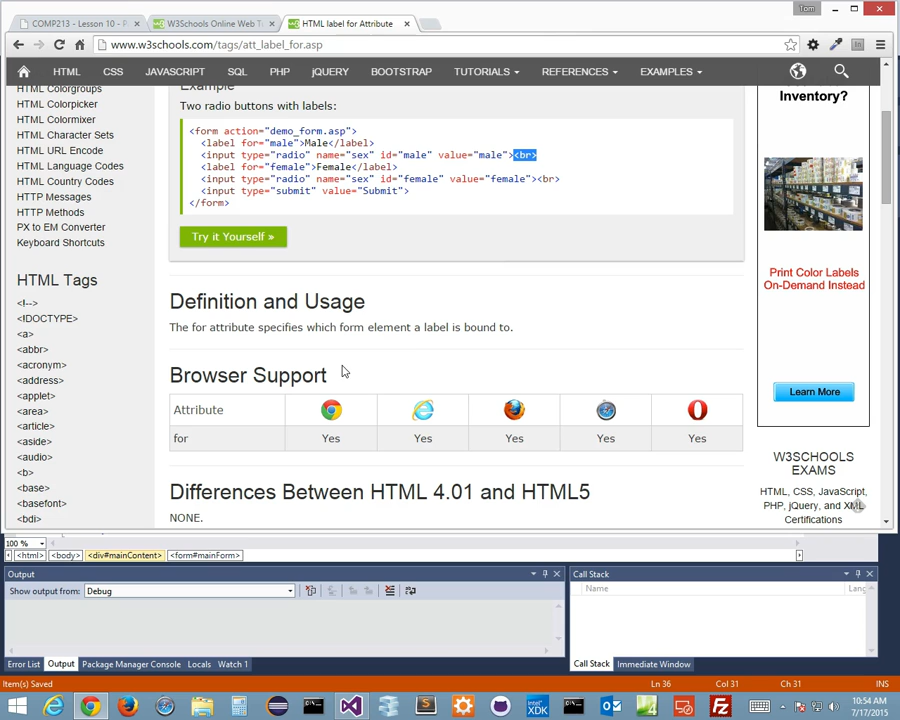 Tom
COMP213 - Lesson 10 - P
W3Schools Online Web T
HTML label for Attribute
www.w3schools.com/tags/att_label_for.asp
HTML CSS JAVASCRIPT SQL PHP jQUERY BOOTSTRAP TUTORIALS REFERENCES EXAMPLES
HTML Colorgroups
HTML Colorpicker
HTML Colormixer
HTML Character Sets
HTML URL Encode
HTML Language Codes
HTML Country Codes
HTTP Messages
HTTP Methods
PX to EM Converter
Keyboard Shortcuts
HTML Tags
<!-->
<!DOCTYPE>
<a>
<abbr>
<acronym>
<address>
<applet>
<area>
<article>
<aside>
<audio>
<b>
<base>
<basefont>
<bdi>
Example
Two radio buttons with labels:
<form action="demo_form.asp">
<label for="male">Male</label>
<input type="radio" name="sex" id="male" value="male"><br>
<label for="female">Female</label>
<input type="radio" name="sex" id="female" value="female"><br>
<input type="submit" value="Submit">
</form>
Try it Yourself »
Definition and Usage
The for attribute specifies which form element a label is bound to.
Browser Support
Attribute
for Yes Yes Yes Yes Yes
Differences Between HTML 4.01 and HTML5
NONE.
Inventory?
Print Color Labels
On-Demand Instead
Learn More
W3SCHOOLS
EXAMS
HTML, CSS, JavaScript,
PHP, jQuery, and XML
Certifications
100 %
<html> <body> <div#mainContent> <form#mainForm>
Output
Show output from: Debug
Call Stack
Name Lang
Error List Output Package Manager Console Locals Watch 1
Call Stack Immediate Window
Item(s) Saved Ln 36 Col 31 Ch 31 INS
10:54 AM
7/17/2015